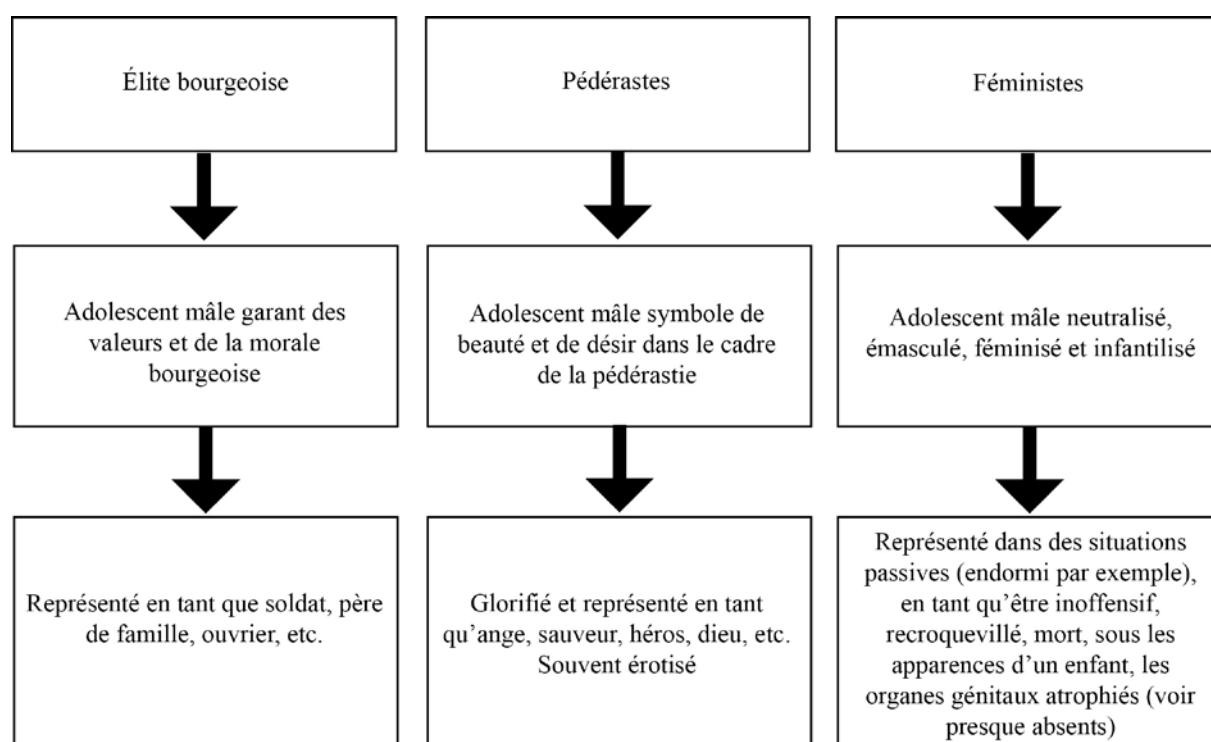 Élite bourgeoise
Pédérastes
Féministes
Adolescent mâle garant des
valeurs et de la morale
bourgeoise
Adolescent mâle symbole de
beauté et de désir dans le cadre
de la pédérastie
Adolescent mâle neutralisé,
émasculé, féminisé et infantilisé
Représenté en tant que soldat, père
de famille, ouvrier, etc.
Glorifié et représenté en tant
qu’ange, sauveur, héros, dieu, etc.
Souvent érotisé
Représenté dans des situations
passives (endormi par exemple),
en tant qu’être inoffensif,
recroquevillé, mort, sous les
apparences d’un enfant, les
organes génitaux atrophiés (voir
presque absents)